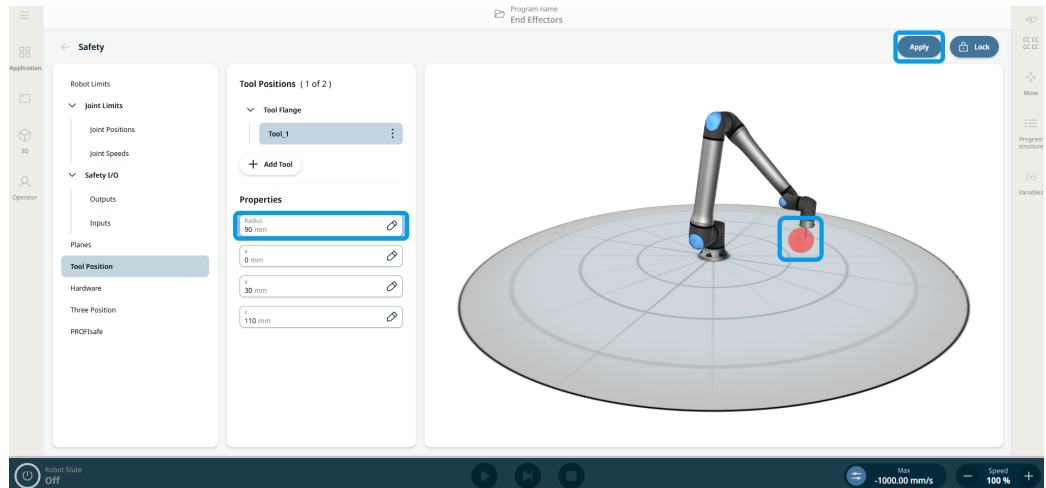 Program name
End Effectors
Safety
Apply
Lock
CC CC
CC CC
Application
3D
Operator
Move
Program
structure
Variables
Robot Limits
Joint Limits
Joint Positions
Joint Speeds
Safety I/O
Outputs
Inputs
Planes
Tool Position
Hardware
Three Position
PROFIsafe
Tool Positions ( 1 of 2 )
Tool Flange
Tool_1
+ Add Tool
Properties
Radius
90 mm
x
0 mm
y
30 mm
z
110 mm
Robot State
Off
Max
-1000.00 mm/s
Speed
100 %